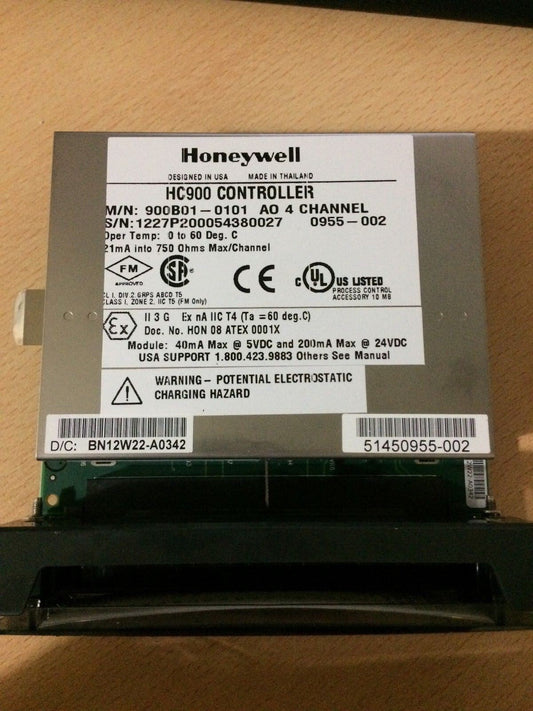 Honeywell
DESIGNED IN USA MADE IN THAILAND
HC900 CONTROLLER
M/N: 900B01-0101 AO 4 CHANNEL
S/N:1227P200054380027 0955-002
Oper Temp: 0 to 60 Deg. C
21mA into 750 Ohms Max/Channel
FM
APPROVED
SA
CE
C UL US LISTED
PROCESS CONTROL
ACCESSORY 10 MB
CL I, DIV 2,GRPS ABCD T5
CLASS I, ZONE 2, IIC T5 (FM Only)
Ex II 3 G Ex nA IIC T4 (Ta =60 deg.C)
Doc. No. HON 08 ATEX 0001X
Module: 40mA Max @ 5VDC and 200mA Max @ 24VDC
USA SUPPORT 1.800.423.9883 Others See Manual
WARNING- POTENTIAL ELECTROSTATIC
CHARGING HAZARD
D/C: BN12W22-A0342
51450955-002